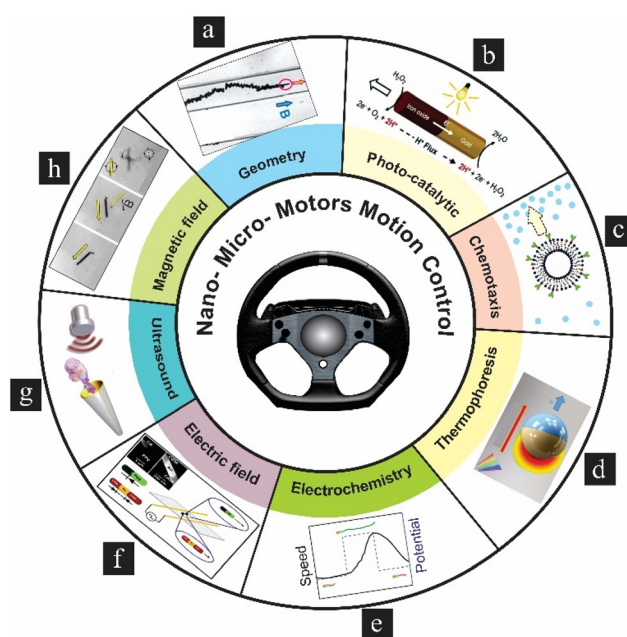 a
b
c
d
e
f
g
h
Nano- Micro- Motors Motion Control
Geometry
Photo-catalytic
Chemotaxis
Thermophoresis
Electrochemistry
Electric field
Ultrasound
Magnetic field
B
H₂O₂
2e⁻ + O₂ + 2H⁺
Iron oxide
e⁻
Gold
2H₂O
H⁺ Flux
2H⁺ + 2e⁻ + H₂O₂
Speed
Potential
B